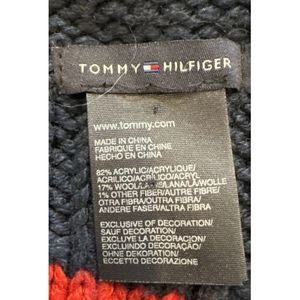 TOMMY HILFIGER
www.tommy.com
MADE IN CHINA
FABRIQUE EN CHINE
HECHO EN CHINA
82% ACRYLIC/ACRYLIQUE/
ACRILICO/ACRÍLICO/ACRYL
17% WOOL/LANA/LÃ/WOLLE
1% OTHER FIBER/AUTRE FIBRE/
OTRA FIBRA/OUTRA FIBRA/
ANDERE FASER/ALTRA FIBRA
EXCLUSIVE OF DECORATION/
SAUF DECORATION/
EXCLUYE LA DECORACION/
EXCLUINDO DECORAÇÃO/
OHNE DEKORATION/
ECCETTO DECORAZIONE